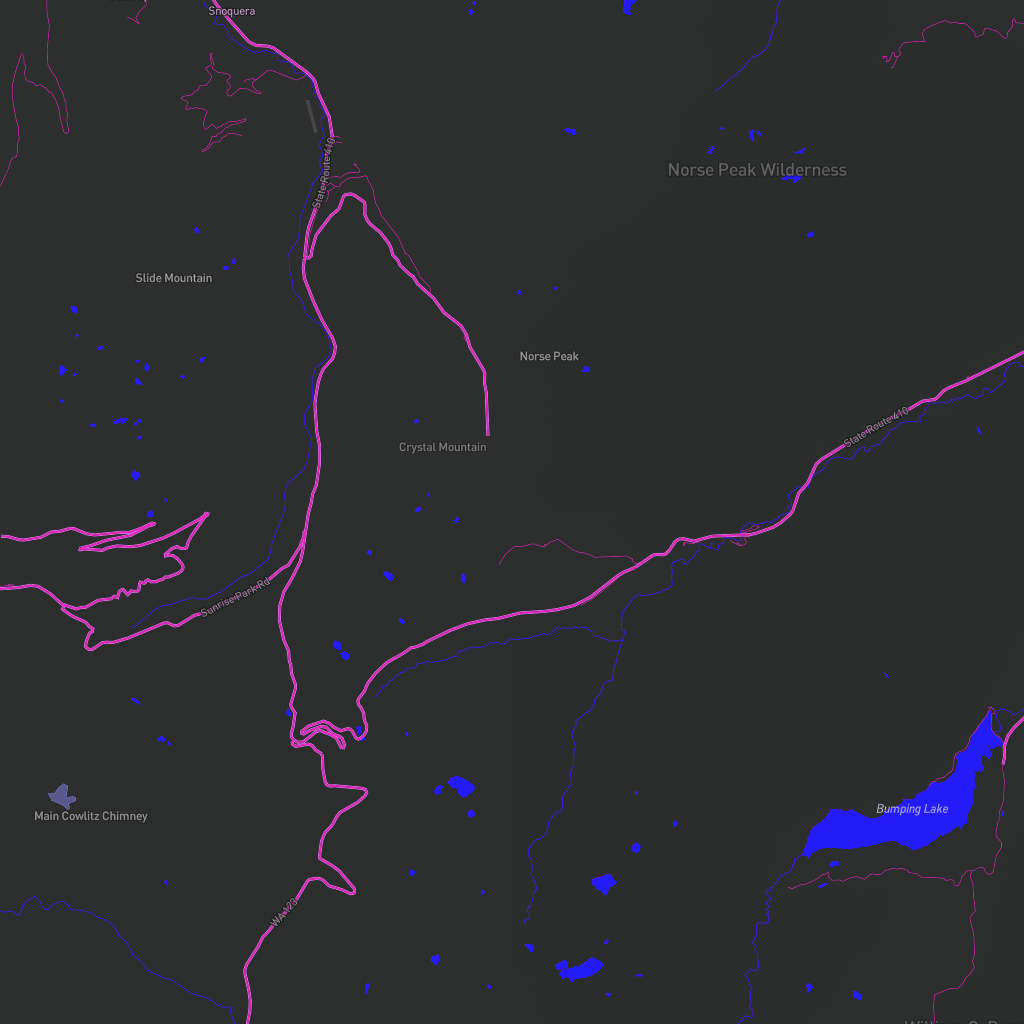 Snoquera
State Route 410
Norse Peak Wilderness
Slide Mountain
Norse Peak
State Route 410
Crystal Mountain
Sunrise Park Rd
Bumping Lake
Main Cowlitz Chimney
WA 123